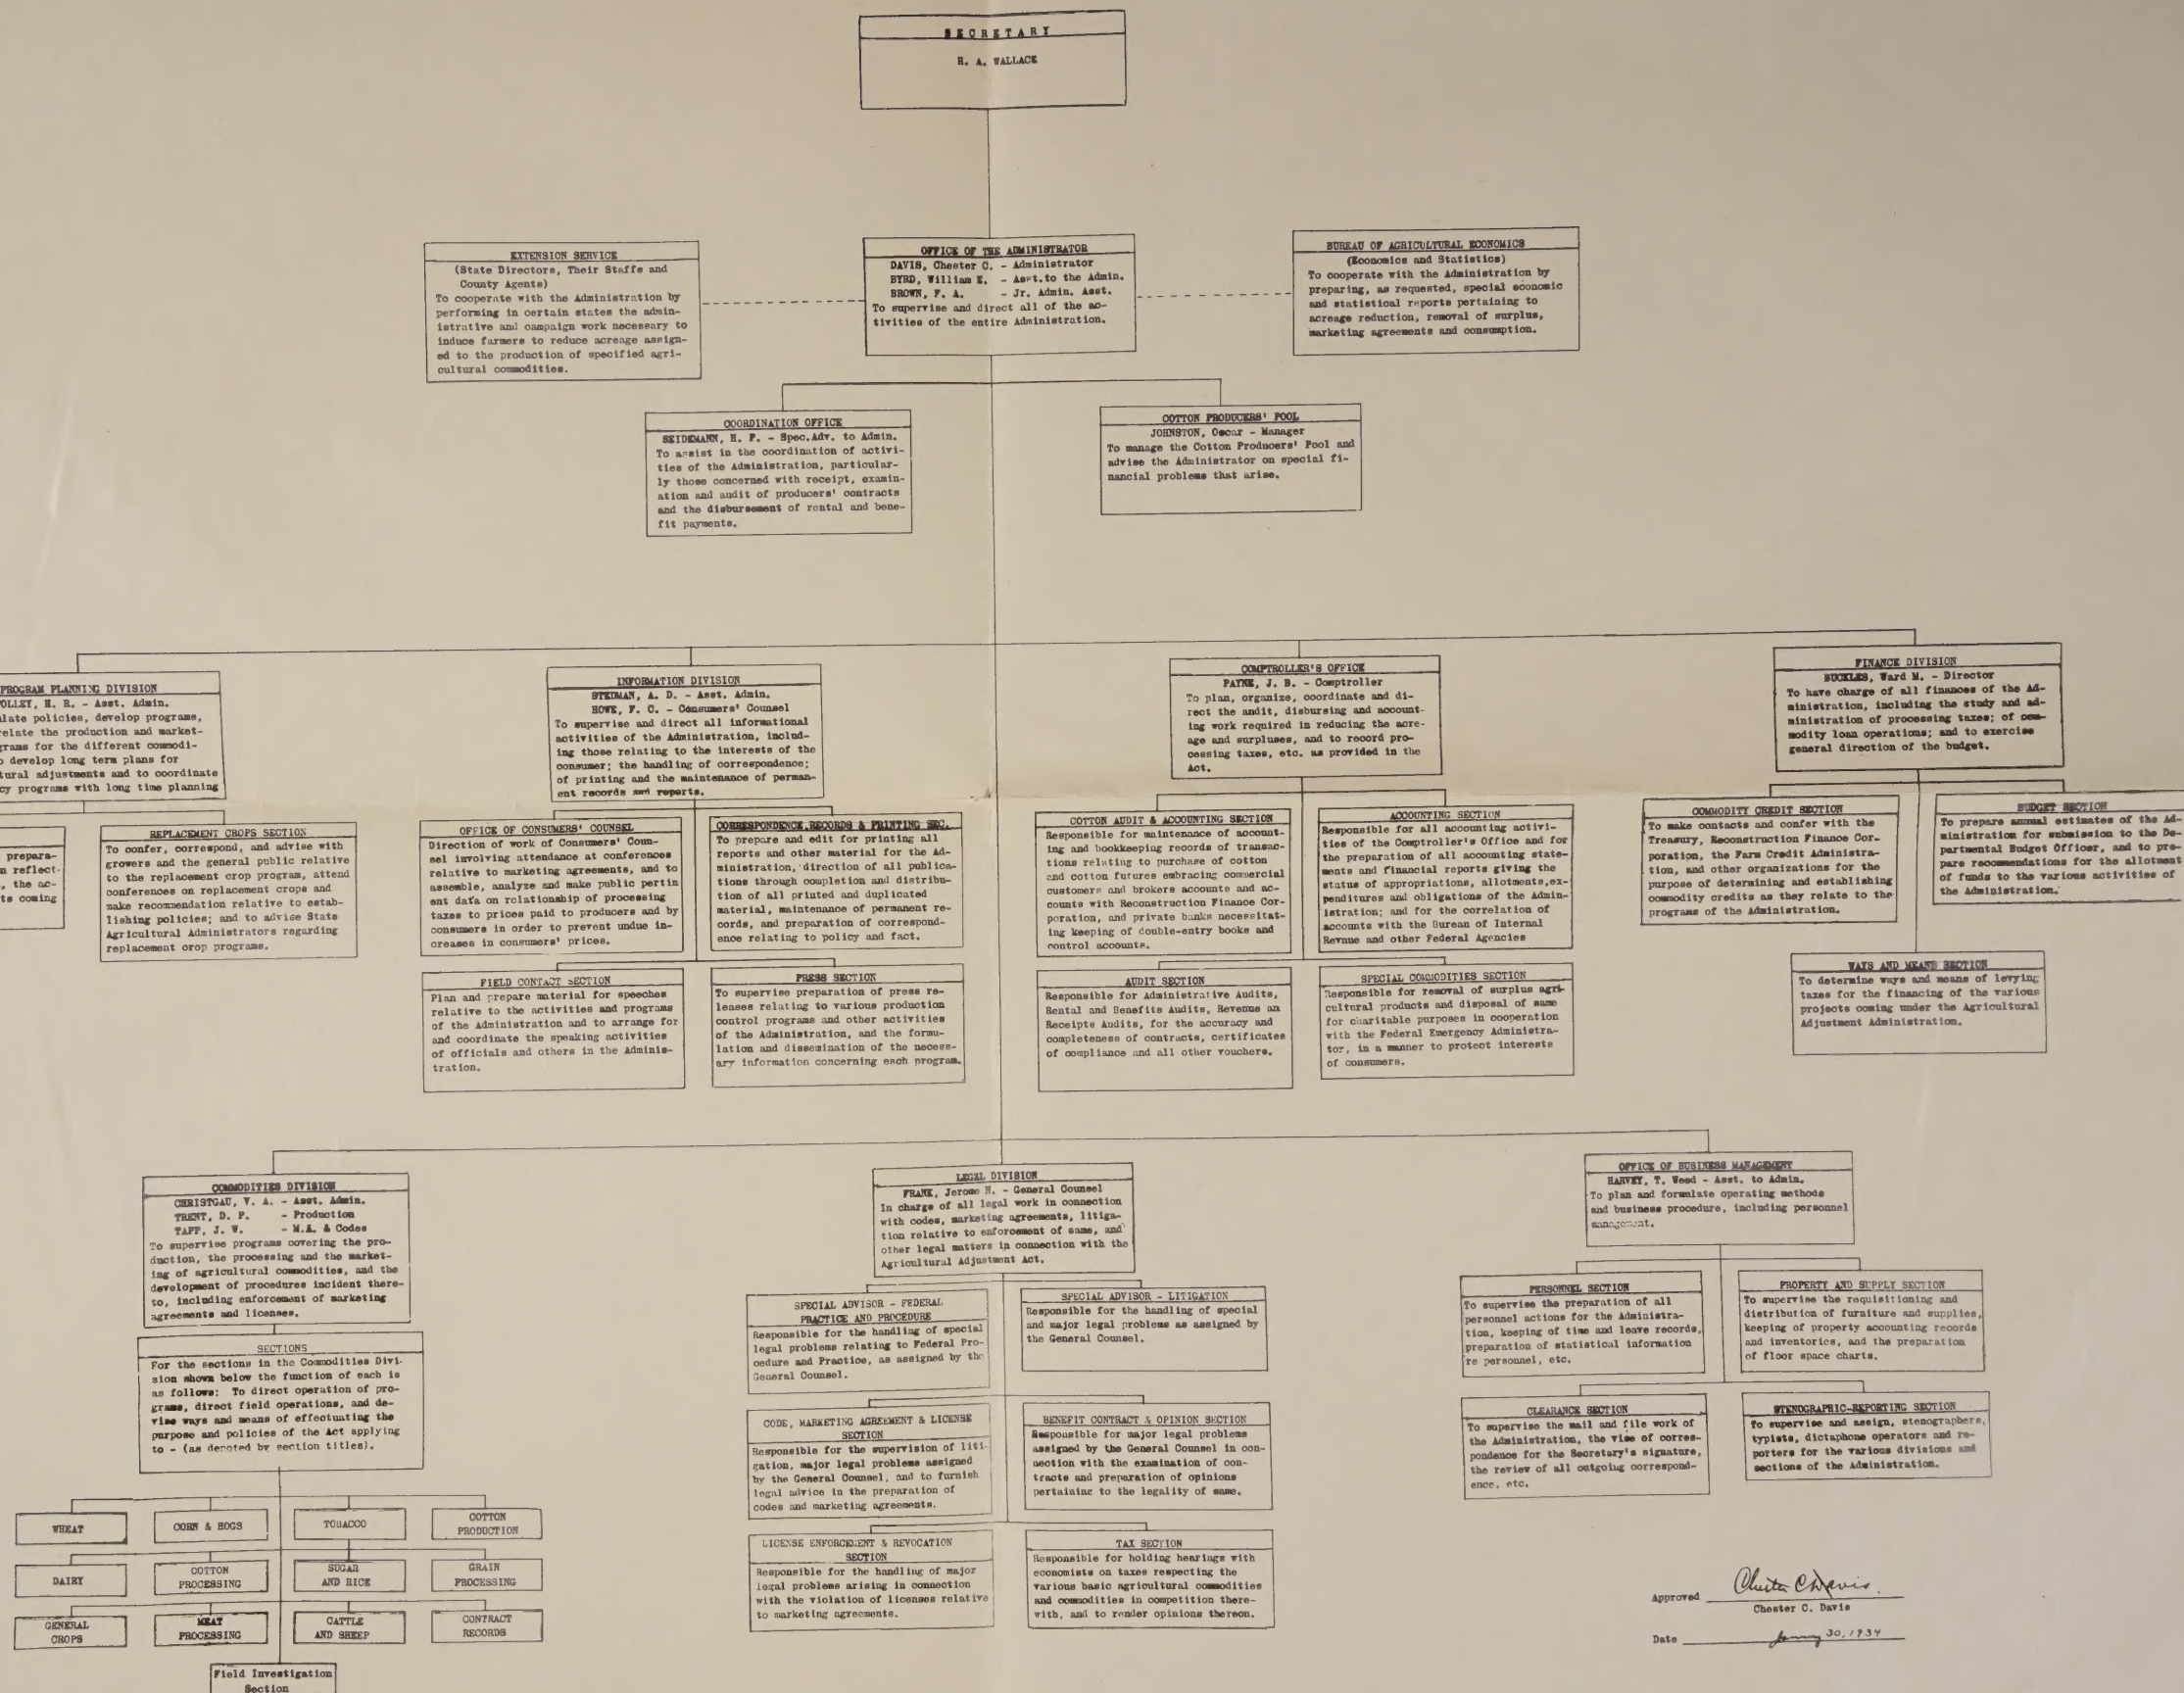 SECRETARY
H. A. WALLACE
EXTENSION SERVICE
(State Directors, Their Staffs and
County Agents)
To cooperate with the Administration by
performing in certain states the admin-
istrative and campaign work necessary to
induce farmers to reduce acreage assign-
ed to the production of specified agri-
cultural commodities.
OFFICE OF THE ADMINISTRATOR
DAVIS, Chester C. - Administrator
BYRD, William E. - Asst.to the Admin.
BROWN, F. A. - Jr. Admin. Asst.
To supervise and direct all of the ac-
tivities of the entire Administration.
BUREAU OF AGRICULTURAL ECONOMICS
(Economics and Statistics)
To cooperate with the Administration by
preparing, as requested, special economic
and statistical reports pertaining to
acreage reduction, removal of surplus,
marketing agreements and consumption.
COORDINATION OFFICE
SEIDEMANN, H. P. - Spec.Adv. to Admin.
To assist in the coordination of activi-
ties of the Administration, particular-
ly those concerned with receipt, examin-
ation and audit of producers' contracts
and the disbursement of rental and bene-
fit payments.
COTTON PRODUCERS' POOL
JOHNSTON, Oscar - Manager
To manage the Cotton Producers' Pool and
advise the Administrator on special fi-
nancial problems that arise.
PROGRAM PLANNING DIVISION
OLLEY, H. R. - Asst. Admin.
late policies, develop programs,
relate the production and market-
grams for the different commodi-
o develop long term plans for
tural adjustments and to coordinate
cy programs with long time planning
INFORMATION DIVISION
STEDMAN, A. D. - Asst. Admin.
HOWE, F. C. - Consumers' Counsel
To supervise and direct all informational
activities of the Administration, includ-
ing those relating to the interests of the
consumer; the handling of correspondence;
of printing and the maintenance of perman-
ent records and reports.
COMPTROLLER'S OFFICE
PAYNE, J. B. - Comptroller
To plan, organize, coordinate and di-
rect the audit, disbursing and account-
ing work required in reducing the acre-
age and surpluses, and to record pro-
cessing taxes, etc. as provided in the
Act.
FINANCE DIVISION
BUCKLES, Ward M. - Director
To have charge of all finances of the Ad-
ministration, including the study and ad-
ministration of processing taxes; of com-
modity loan operations; and to exercise
general direction of the budget.
prepara-
n reflect-
, the ac-
ts coming
REPLACEMENT CROPS SECTION
To confer, correspond, and advise with
growers and the general public relative
to the replacement crop program, attend
conferences on replacement crops and
make recommendation relative to estab-
lishing policies; and to advise State
Agricultural Administrators regarding
replacement crop programs.
OFFICE OF CONSUMERS' COUNSEL
Direction of work of Consumers' Coun-
sel involving attendance at conferences
relative to marketing agreements, and to
assemble, analyze and make public pertin
ent data on relationship of processing
taxes to prices paid to producers and by
consumers in order to prevent undue in-
creases in consumers' prices.
CORRESPONDENCE,RECORDS & PRINTING SEC.
To prepare and edit for printing all
reports and other material for the Ad-
ministration, direction of all publica-
tions through completion and distribu-
tion of all printed and duplicated
material, maintenance of permanent re-
cords, and preparation of correspond-
ence relating to policy and fact.
COTTON AUDIT & ACCOUNTING SECTION
Responsible for maintenance of account-
ing and bookkeeping records of transac-
tions relating to purchase of cotton
and cotton futures embracing commercial
customers and brokers accounts and ac-
counts with Reconstruction Finance Cor-
poration, and private banks necessitat-
ing keeping of double-entry books and
control accounts.
ACCOUNTING SECTION
Responsible for all accounting activi-
ties of the Comptroller's Office and for
the preparation of all accounting state-
ments and financial reports giving the
status of appropriations, allotments,ex-
penditures and obligations of the Admin-
istration; and for the correlation of
accounts with the Bureau of Internal
Revnue and other Federal Agencies
COMMODITY CREDIT SECTION
To make contacts and confer with the
Treasury, Reconstruction Finance Cor-
poration, the Farm Credit Administra-
tion, and other organizations for the
purpose of determining and establishing
commodity credits as they relate to the
programs of the Administration.
BUDGET SECTION
To prepare annual estimates of the Ad-
ministration for submission to the De-
partmental Budget Officer, and to pre-
pare recommendations for the allotment
of funds to the various activities of
the Administration.
FIELD CONTACT SECTION
Plan and prepare material for speeches
relative to the activities and programs
of the Administration and to arrange for
and coordinate the speaking activities
of officials and others in the Adminis-
tration.
PRESS SECTION
To supervise preparation of press re-
leases relating to various production
control programs and other activities
of the Administration, and the formu-
lation and dissemination of the necess-
ary information concerning each program.
AUDIT SECTION
Responsible for Administrative Audits,
Rental and Benefits Audits, Revenue an
Receipts Audits, for the accuracy and
completeness of contracts, certificates
of compliance and all other vouchers.
SPECIAL COMMODITIES SECTION
Responsible for removal of surplus agri-
cultural products and disposal of same
for charitable purposes in cooperation
with the Federal Emergency Administra-
tor, in a manner to protect interests
of consumers.
WAYS AND MEANS SECTION
To determine ways and means of levying
taxes for the financing of the various
projects coming under the Agricultural
Adjustment Administration.
COMMODITIES DIVISION
CHRISTGAU, V. A. - Asst. Admin.
TRENT, D. P. - Production
TAPP, J. W. - M.A. & Codes
To supervise programs covering the pro-
duction, the processing and the market-
ing of agricultural commodities, and the
development of procedures incident there-
to, including enforcement of marketing
agreements and licenses.
LEGAL DIVISION
FRANK, Jerome N. - General Counsel
In charge of all legal work in connection
with codes, marketing agreements, litiga-
tion relative to enforcement of same, and
other legal matters in connection with the
Agricultural Adjustment Act.
OFFICE OF BUSINESS MANAGEMENT
HARVEY, T. Weed - Asst. to Admin.
To plan and formulate operating methods
and business procedure, including personnel
management.
SECTIONS
For the sections in the Commodities Divi-
sion shown below the function of each is
as follows: To direct operation of pro-
grams, direct field operations, and de-
vise ways and means of effectuating the
purpose and policies of the Act applying
to - (as denoted by section titles).
SPECIAL ADVISOR - FEDERAL
PRACTICE AND PROCEDURE
Responsible for the handling of special
legal problems relating to Federal Pro-
cedure and Practice, as assigned by the
General Counsel.
SPECIAL ADVISOR - LITIGATION
Responsible for the handling of special
and major legal problems as assigned by
the General Counsel.
PERSONNEL SECTION
To supervise the preparation of all
personnel actions for the Administra-
tion, keeping of time and leave records,
preparation of statistical information
re personnel, etc.
PROPERTY AND SUPPLY SECTION
To supervise the requisitioning and
distribution of furniture and supplies,
keeping of property accounting records
and inventories, and the preparation
of floor space charts.
CODE, MARKETING AGREEMENT & LICENSE
SECTION
Responsible for the supervision of liti-
gation, major legal problems assigned
by the General Counsel, and to furnish
legal advice in the preparation of
codes and marketing agreements.
BENEFIT CONTRACT & OPINION SECTION
Responsible for major legal problems
assigned by the General Counsel in con-
nection with the examination of con-
tracts and preparation of opinions
pertaining to the legality of same.
CLEARANCE SECTION
To supervise the mail and file work of
the Administration, the vise of corres-
pondence for the Secretary's signature,
the review of all outgoing correspond-
ence, etc.
STENOGRAPHIC-REPORTING SECTION
To supervise and assign, stenographers,
typists, dictaphone operators and re-
porters for the various divisions and
sections of the Administration.
LICENSE ENFORCEMENT & REVOCATION
SECTION
Responsible for the handling of major
legal problems arising in connection
with the violation of licenses relative
to marketing agreements.
TAX SECTION
Responsible for holding hearings with
economists on taxes respecting the
various basic agricultural commodities
and commodities in competition there-
with, and to render opinions thereon.
WHEAT
CORN & HOGS
TOBACCO
COTTON
PRODUCTION
DAIRY
COTTON
PROCESSING
SUGAR
AND RICE
GRAIN
PROCESSING
GENERAL
CROPS
MEAT
PROCESSING
CATTLE
AND SHEEP
CONTRACT
RECORDS
Field Investigation
Section
Approved Chester C Davis.
Chester C. Davis
Date January 30, 1934